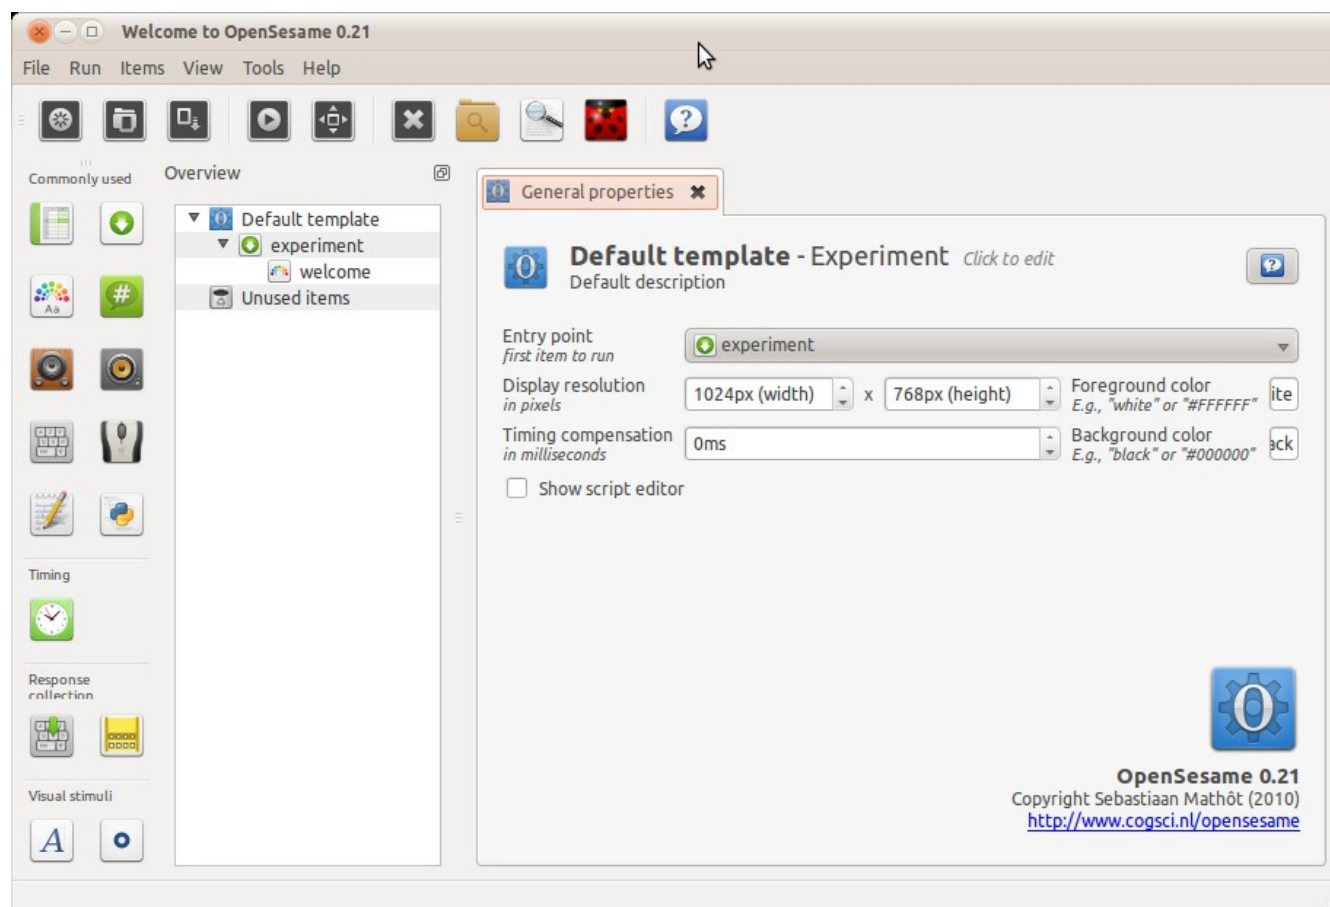 Welcome to OpenSesame 0.21
File Run Items View Tools Help
Commonly used
Aa
#
Timing
Response
collection
Visual stimuli
A
Overview
Default template
experiment
welcome
Unused items
General properties
Default template - Experiment Click to edit
Default description
Entry point
first item to run
experiment
Display resolution
in pixels
1024px (width) x 768px (height)
Foreground color
E.g., "white" or "#FFFFFF"
ite
Timing compensation
in milliseconds
0ms
Background color
E.g., "black" or "#000000"
ack
Show script editor
OpenSesame 0.21
Copyright Sebastiaan Mathôt (2010)
http://www.cogsci.nl/opensesame